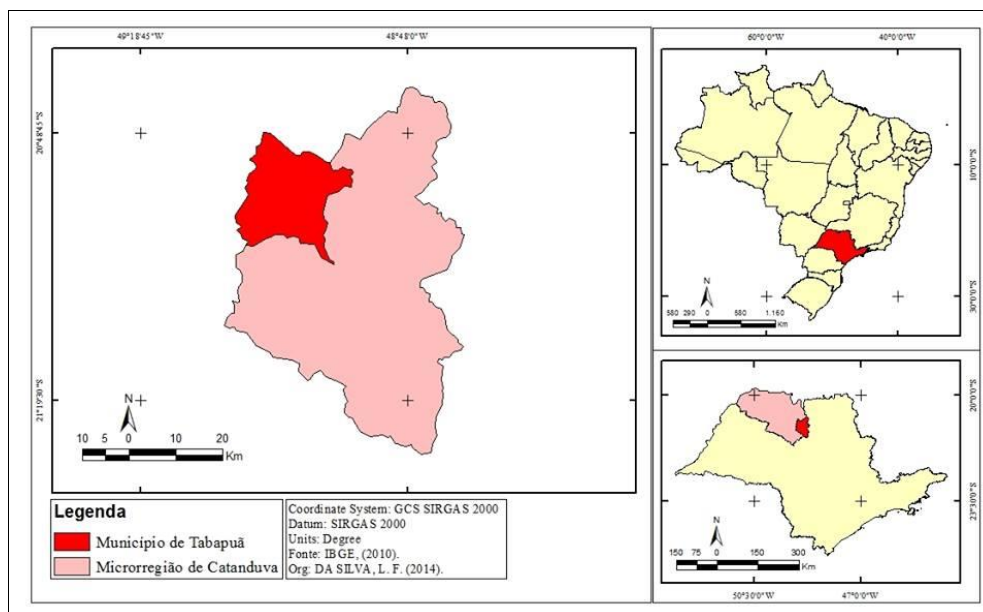 49°18'45"W
48°48'0"W
20°48'45"S
21°19'30"S
N
10 5 0 10 20
Km
Legenda
Município de Tabapuã
Microrregião de Catanduva
Coordinate System: GCS SIRGAS 2000
Datum: SIRGAS 2000
Units: Degree
Fonte: IBGE, (2010).
Org: DA SILVA, L. F. (2014).
60°0'0"W
40°0'0"W
10°0'0"S
30°0'0"S
N
580 290 0 580 1.160
Km
20°0'0"S
23°30'0"S
N
150 75 0 150 300
Km
50°30'0"W
47°0'0"W